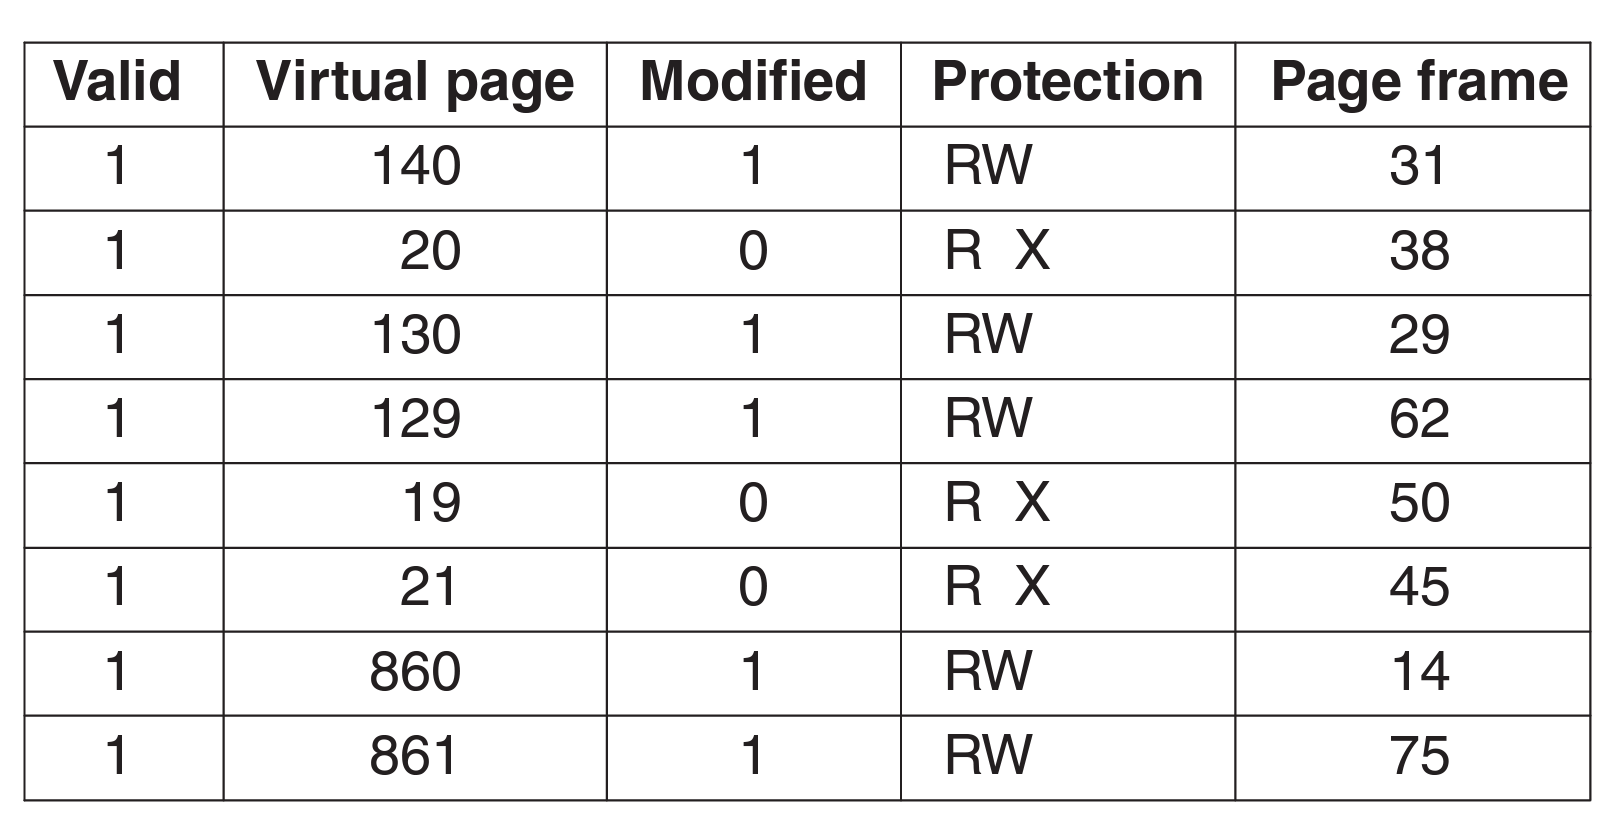 Valid Virtual page Modified Protection Page frame
1 140 1 RW 31
1 20 0 R X 38
1 130 1 RW 29
1 129 1 RW 62
1 19 0 R X 50
1 21 0 R X 45
1 860 1 RW 14
1 861 1 RW 75